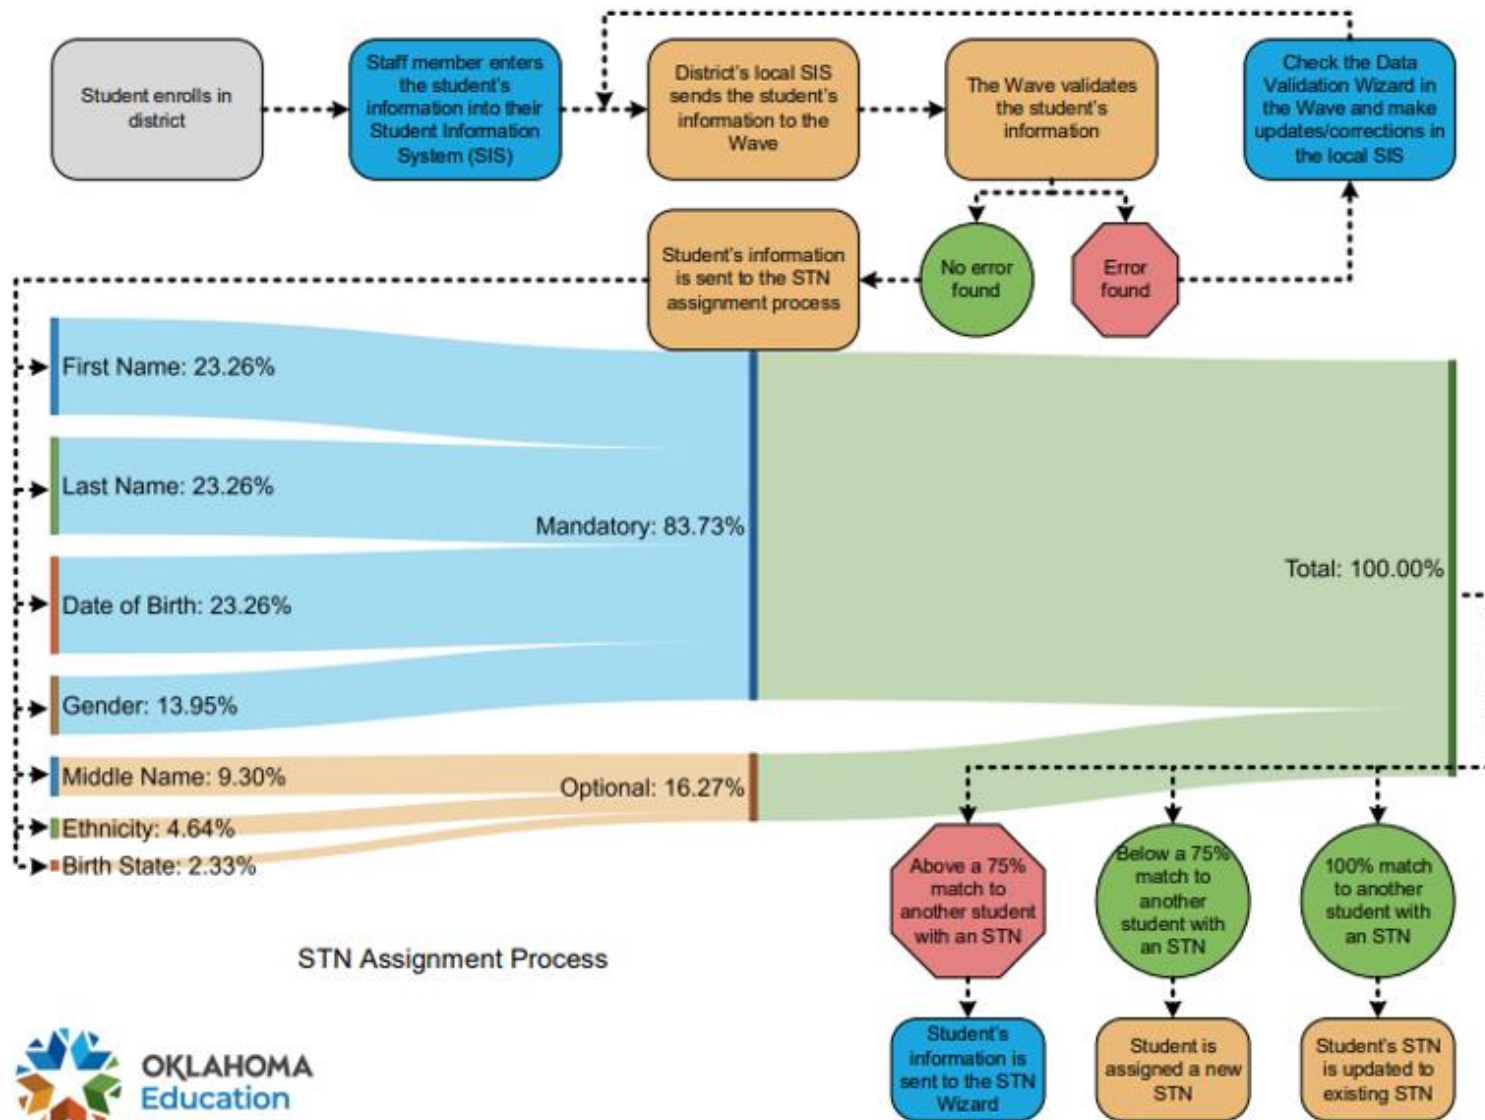 Student enrolls in
district
Staff member enters
the student's
information into their
Student Information
System (SIS)
District's local SIS
sends the student's
information to the
Wave
The Wave validates
the student's
information
Check the Data
Validation Wizard in
the Wave and make
updates/corrections in
the local SIS
Student's information
is sent to the STN
assignment process
No error
found
Error
found
First Name: 23.26%
Last Name: 23.26%
Mandatory: 83.73%
Total: 100.00%
Date of Birth: 23.26%
Gender: 13.95%
Middle Name: 9.30%
Optional: 16.27%
Ethnicity: 4.64%
Birth State: 2.33%
Above a 75%
match to
another student
with an STN
Below a 75%
match to
another
student with
an STN
100% match
to another
student with
an STN
STN Assignment Process
Student's
information is
sent to the STN
Wizard
Student is
assigned a new
STN
Student's STN
is updated to
existing STN
OKLAHOMA
Education